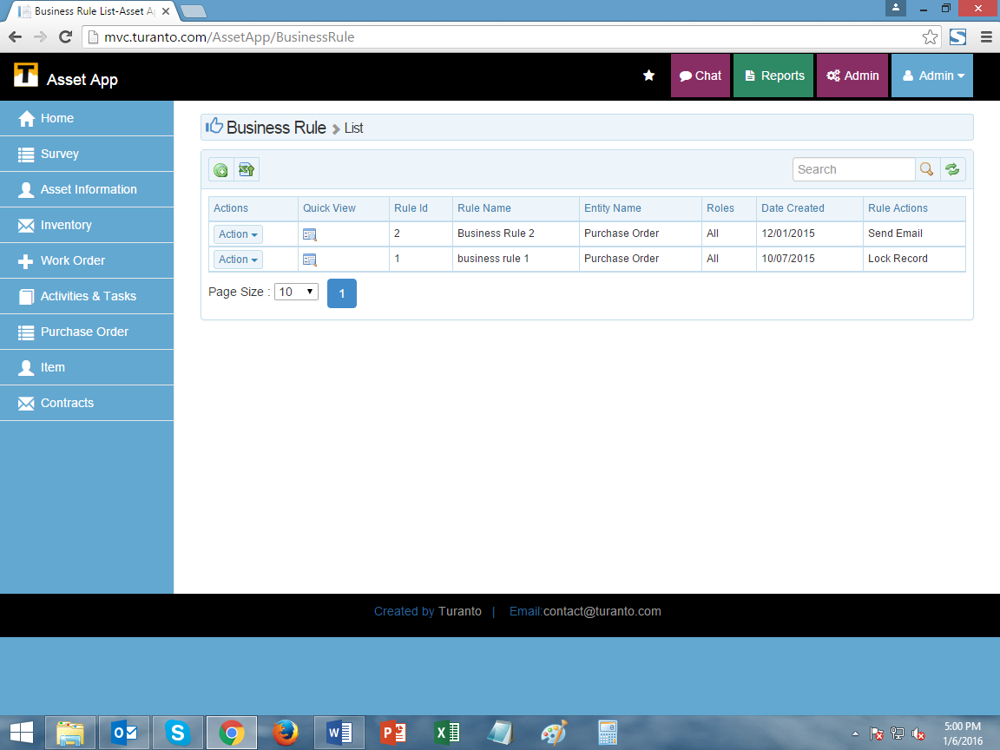 Business Rule List-Asset A
mvc.turanto.com/AssetApp/BusinessRule
T Asset App
Chat Reports Admin Admin
Home
Survey
Asset Information
Inventory
Work Order
Activities & Tasks
Purchase Order
Item
Contracts
Business Rule List
Search
Actions Quick View Rule Id Rule Name Entity Name Roles Date Created Rule Actions
Action 2 Business Rule 2 Purchase Order All 12/01/2015 Send Email
Action 1 business rule 1 Purchase Order All 10/07/2015 Lock Record
Page Size : 10 1
Created by Turanto | Email:contact@turanto.com
5:00 PM
1/6/2016